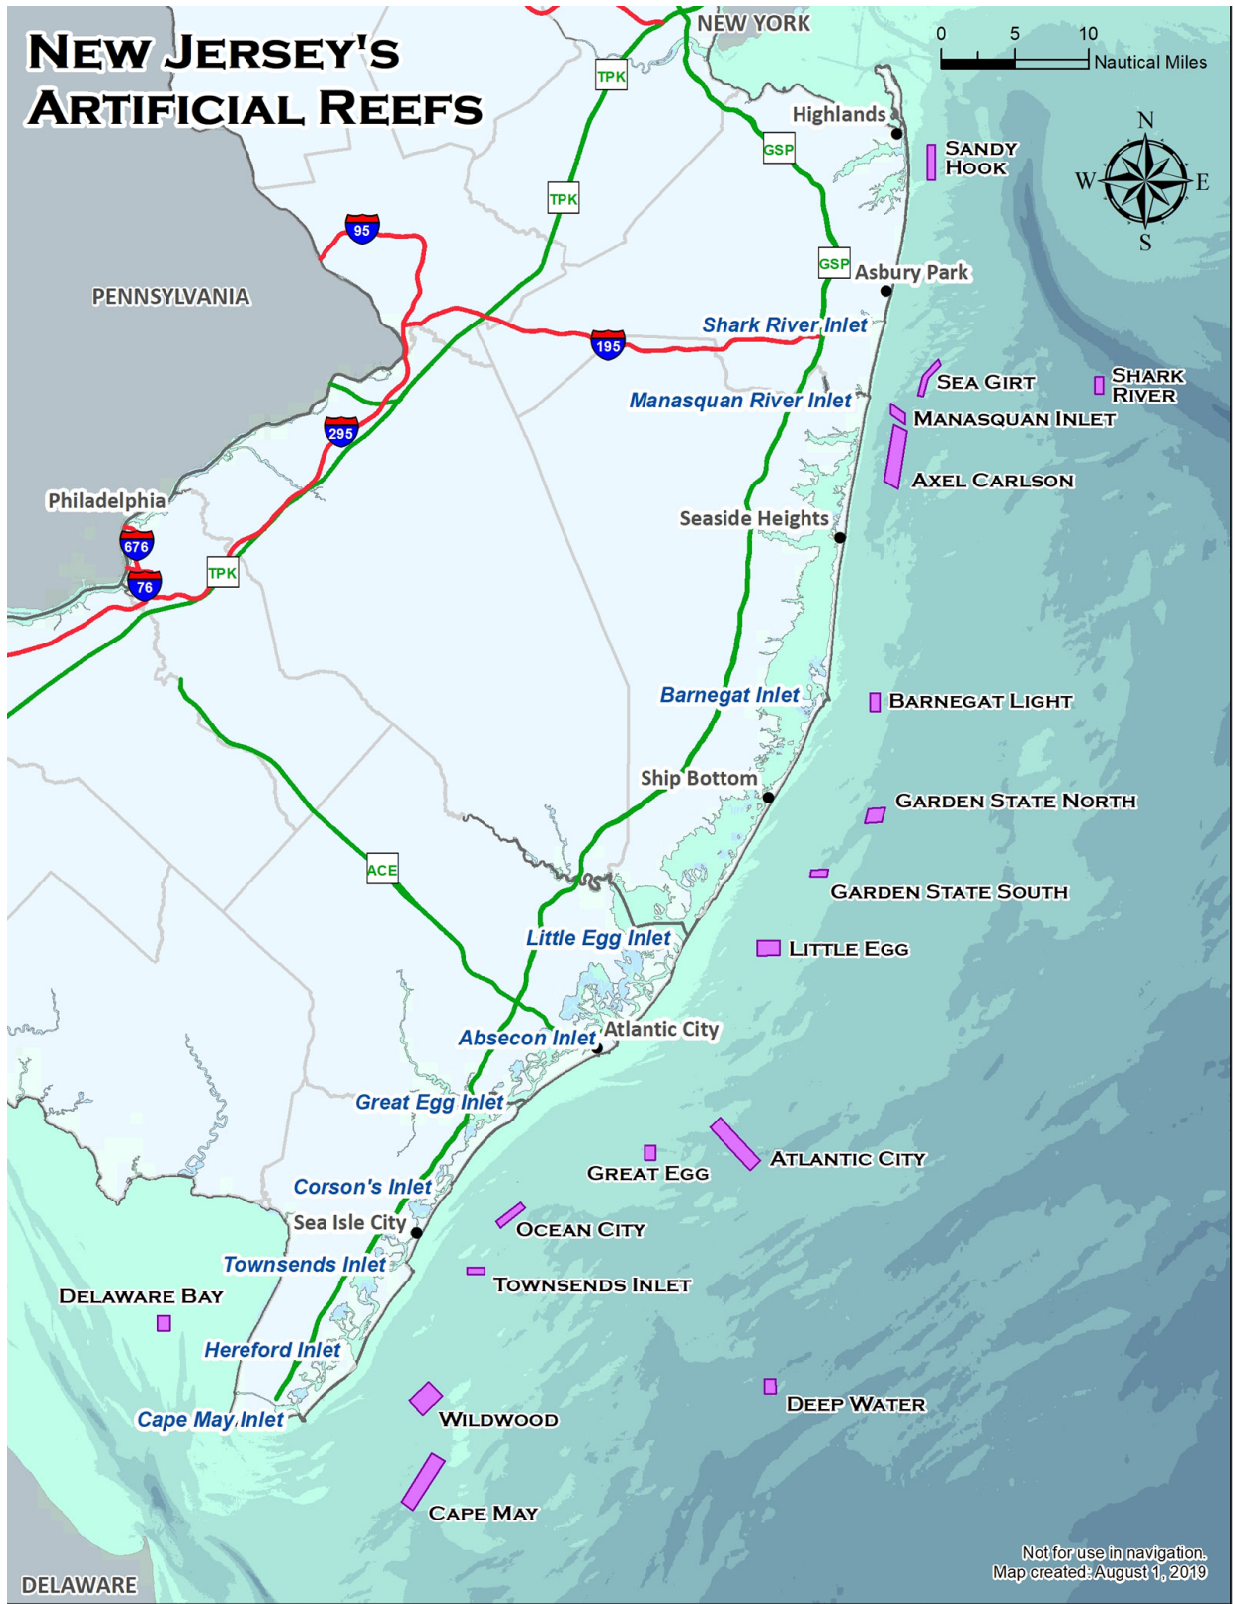 NEW JERSEY'S
ARTIFICIAL REEFS
NEW YORK
0 5 10
Nautical Miles
TPK
Highlands
N
GSP
SANDY
HOOK
W E
S
TPK
95
GSP
Asbury Park
PENNSYLVANIA
Shark River Inlet
195
SEA GIRT
SHARK
RIVER
Manasquan River Inlet
MANASQUAN INLET
295
AXEL CARLSON
Philadelphia
Seaside Heights
676
TPK
76
Barnegat Inlet
BARNEGAT LIGHT
Ship Bottom
GARDEN STATE NORTH
ACE
GARDEN STATE SOUTH
Little Egg Inlet
LITTLE EGG
Absecon Inlet
Atlantic City
Great Egg Inlet
ATLANTIC CITY
GREAT EGG
Corson's Inlet
Sea Isle City
OCEAN CITY
Townsends Inlet
TOWNSENDS INLET
DELAWARE BAY
Hereford Inlet
DEEP WATER
Cape May Inlet
WILDWOOD
CAPE MAY
Not for use in navigation.
Map created: August 1, 2019
DELAWARE